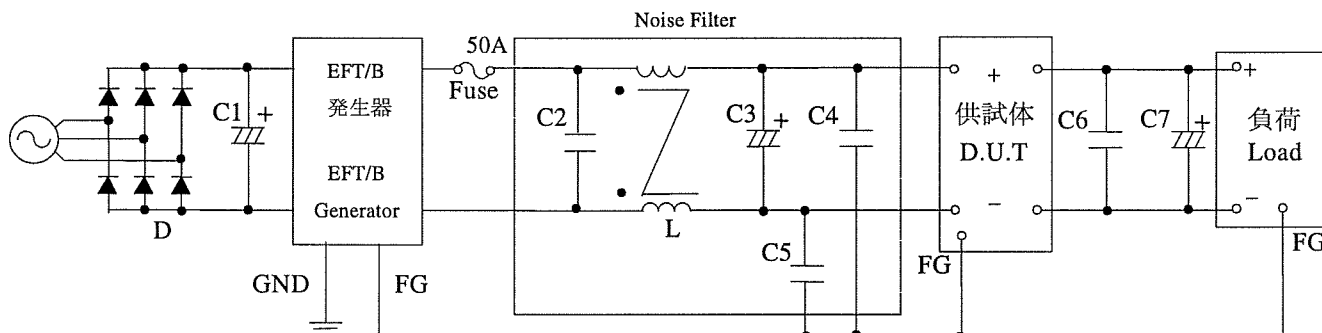 Noise Filter
50A
Fuse
EFT/B
発生器
EFT/B
Generator
C1
+
D
GND
FG
C2
C3
+
C4
L
C5
+
供試体
D.U.T
−
FG
C6
C7
+
+
負荷
Load
−
FG